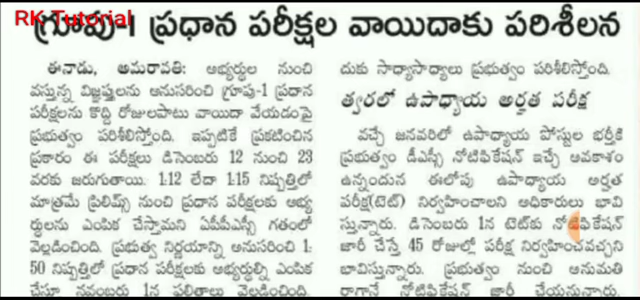 RK Tutorial
గ్రూపు-1 ప్రధాన పరీక్షల వాయిదాకు పరిశీలన
ఈనాడు, అమరావతి: అభ్యర్థుల నుంచి
వస్తున్న విజ్ఞప్తులను అనుసరించి గ్రూప్-1 ప్రధాన
పరీక్షలను కొద్ది రోజులపాటు వాయిదా వేయడంపై
ప్రభుత్వం పరిశీలిస్తోంది. ఇప్పటికే ప్రకటించిన
ప్రకారం ఈ పరీక్షలు డిసెంబరు 12 నుంచి 23
వరకు జరుగుతాయి. 1:12 లేదా 1:15 నిష్పత్తిలో
మాత్రమే ప్రిలిమ్స్ నుంచి ప్రధాన పరీక్షలకు అభ్య
ర్థులను ఎంపిక చేస్తామని ఏపీపీఎస్సీ గతంలో
వెల్లడించింది. ప్రభుత్వ నిర్ణయాన్ని అనుసరించి 1:
50 నిష్పత్తిలో ప్రధాన పరీక్షలకు అభ్యర్థుల్ని ఎంపిక
చేస్తూ నవంబరు 1న ఫలితాలు వెల్లడించింది.
దుకు సాధ్యాసాధ్యాలు ప్రభుత్వం పరిశీలిస్తోంది.
త్వరలో ఉపాధ్యాయ అర్హత పరీక్ష
వచ్చే జనవరిలో ఉపాధ్యాయ పోస్టుల భర్తీకి
ప్రభుత్వం డీఎస్సీ నోటిఫికేషన్ ఇచ్చే అవకాశం
ఉన్నందున ఈలోపు ఉపాధ్యాయ అర్హత
పరీక్ష(టెట్) నిర్వహించాలని అధికారులు భావి
స్తున్నారు. డిసెంబరు 1న టెట్‌కు నోటిఫికేషన్
జారీ చేస్తే 45 రోజుల్లో పరీక్ష నిర్వహించవచ్చని
భావిస్తున్నారు. ప్రభుత్వం నుంచి అనుమతి
రాగానే నోటిఫికేషన్ జారీ చేయనున్నారు.